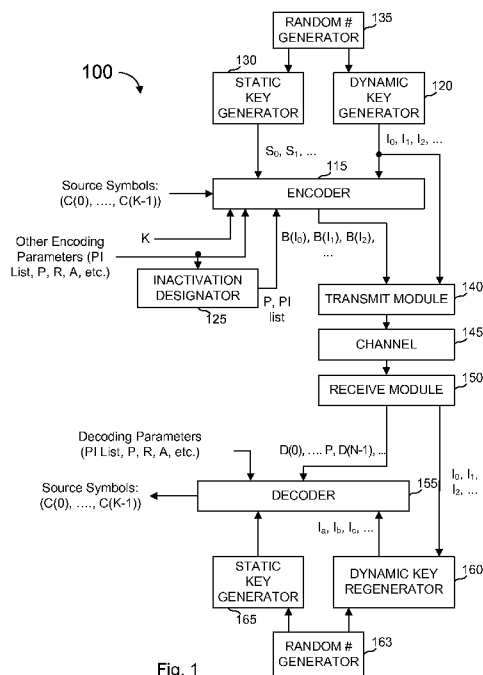 RANDOM #
GENERATOR
135
100
130
STATIC
KEY
GENERATOR
DYNAMIC
KEY
GENERATOR
120
S0, S1, ...
I0, I1, I2, ...
115
Source Symbols:
(C(0), ...., C(K-1))
ENCODER
K
Other Encoding
Parameters (PI
List, P, R, A, etc.)
B(I0), B(I1), B(I2),
...
INACTIVATION
DESIGNATOR
125
P, PI
list
TRANSMIT MODULE
140
CHANNEL
145
RECEIVE MODULE
150
Decoding Parameters
(PI List, P, R, A, etc.)
D(0), .... P, D(N-1), ...
I0, I1,
I2, ...
Source Symbols:
(C(0), ...., C(K-1))
DECODER
155
Ia, Ib, Ic, ...
STATIC
KEY
GENERATOR
165
DYNAMIC KEY
REGENERATOR
160
RANDOM #
GENERATOR
163
Fig. 1